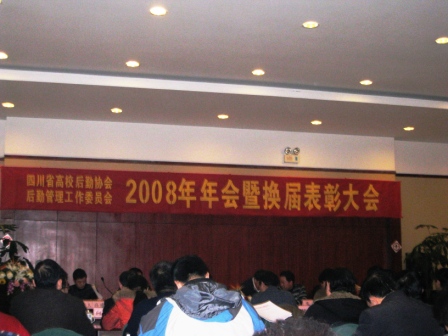 四川省高校后勤协会
后勤管理工作委员会
2008年年会暨换届表彰大会